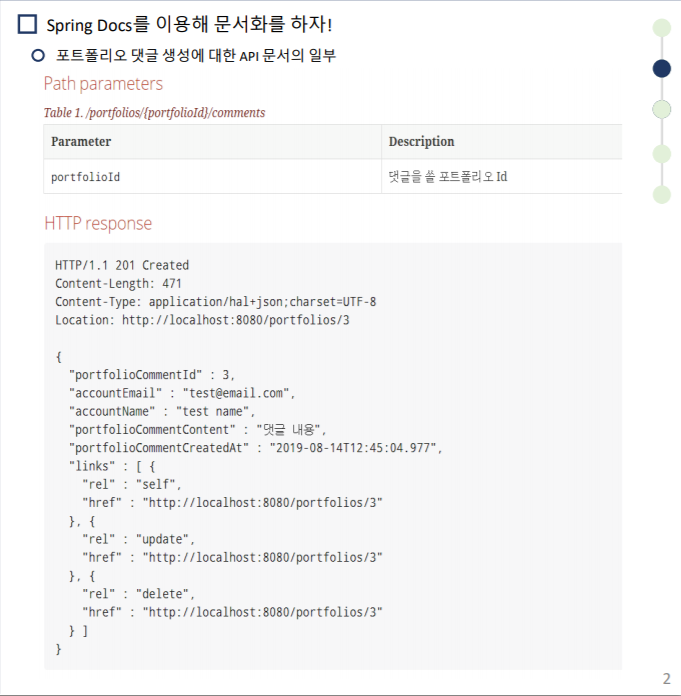 Spring Docs를 이용해 문서화를 하자!
포트폴리오 댓글 생성에 대한 API 문서의 일부
Path parameters
Table 1. /portfolios/{portfolioId}/comments
Parameter Description
portfolioId 댓글을 쓸 포트폴리오 Id
HTTP response
HTTP/1.1 201 Created
Content-Length: 471
Content-Type: application/hal+json;charset=UTF-8
Location: http://localhost:8080/portfolios/3
{
"portfolioCommentId" : 3,
"accountEmail" : "test@email.com",
"accountName" : "test name",
"portfolioCommentContent" : "댓글 내용",
"portfolioCommentCreatedAt" : "2019-08-14T12:45:04.977",
"links" : [ {
"rel" : "self",
"href" : "http://localhost:8080/portfolios/3"
}, {
"rel" : "update",
"href" : "http://localhost:8080/portfolios/3"
}, {
"rel" : "delete",
"href" : "http://localhost:8080/portfolios/3"
} ]
}
2